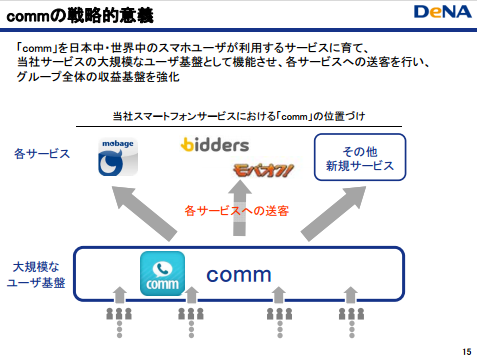 commの戦略的意義
DeNA
「comm」を日本中・世界中のスマホユーザが利用するサービスに育て、
当社サービスの大規模なユーザ基盤として機能させ、各サービスへの送客を行い、
グループ全体の収益基盤を強化
当社スマートフォンサービスにおける「comm」の位置づけ
各サービス
mobage
bidders
モバオク!
その他
新規サービス
各サービスへの送客
大規模な
ユーザ基盤
comm
comm
15